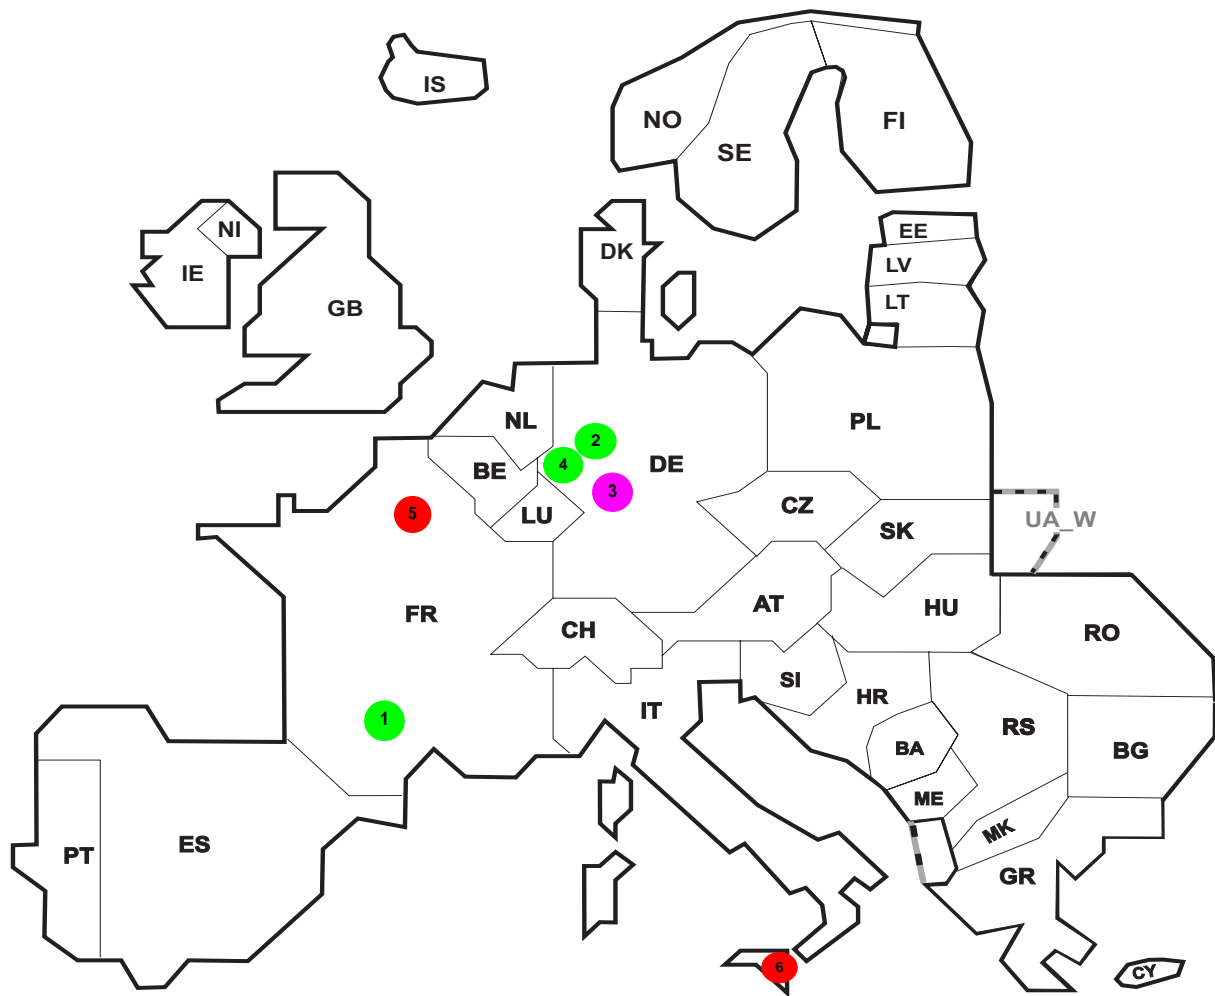 IS
NO
FI
SE
NI
EE
DK
LV
IE
LT
GB
NL
PL
2
DE
4
BE
3
CZ
5
LU
UA_W
SK
AT
HU
FR
CH
RO
SI
HR
IT
1
RS
BA
BG
ME
MK
ES
PT
GR
6
CY